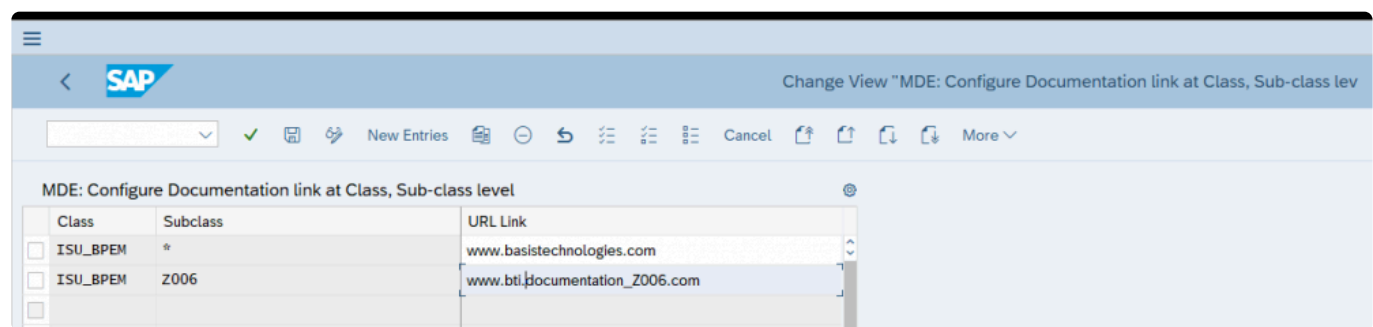 SAP
Change View "MDE: Configure Documentation link at Class, Sub-class lev
New Entries Cancel More
MDE: Configure Documentation link at Class, Sub-class level
Class Subclass URL Link
ISU_BPEM * www.basistechnologies.com
ISU_BPEM Z006 www.bti.documentation_Z006.com